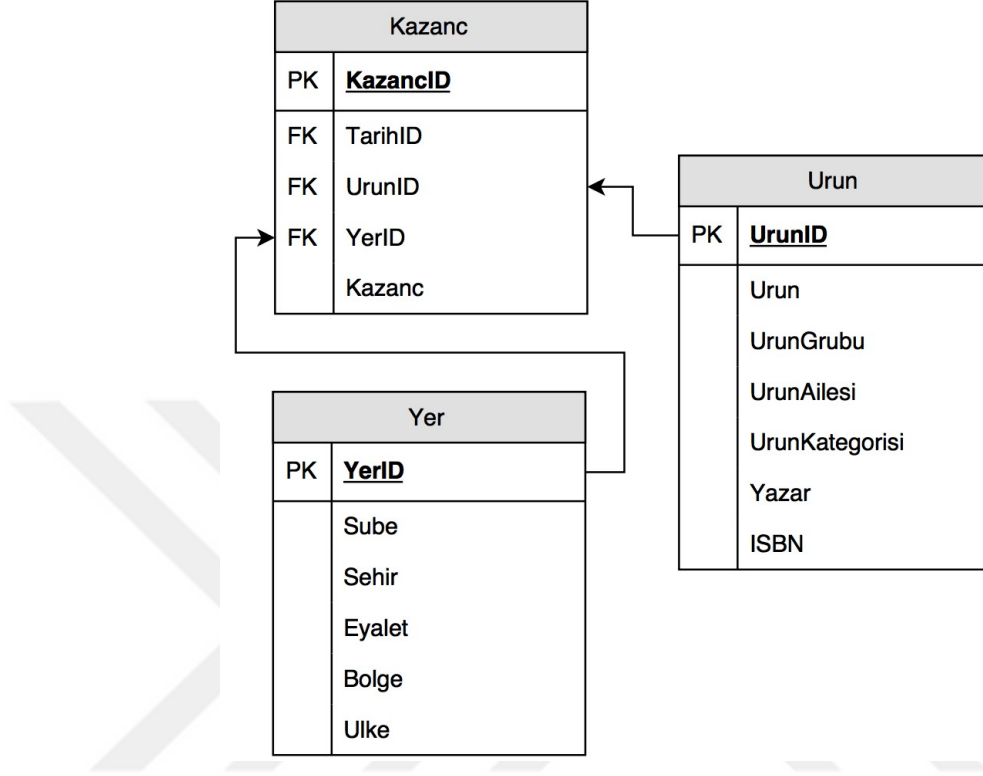 Kazanc
PK KazancID
FK TarihID
FK UrunID
FK YerID
Kazanc
Urun
PK UrunID
Urun
UrunGrubu
UrunAilesi
UrunKategorisi
Yazar
ISBN
Yer
PK YerID
Sube
Sehir
Eyalet
Bolge
Ulke